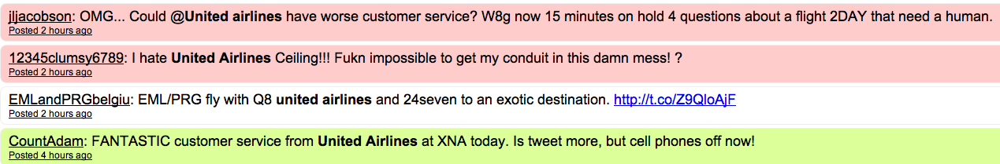 jljacobson: OMG... Could @United airlines have worse customer service? W8g now 15 minutes on hold 4 questions about a flight 2DAY that need a human.
Posted 2 hours ago
12345clumsy6789: I hate United Airlines Ceiling!!! Fukn impossible to get my conduit in this damn mess! ?
Posted 2 hours ago
EMLandPRGbelgiu: EML/PRG fly with Q8 united airlines and 24seven to an exotic destination. http://t.co/Z9QloAjF
Posted 2 hours ago
CountAdam: FANTASTIC customer service from United Airlines at XNA today. Is tweet more, but cell phones off now!
Posted 4 hours ago